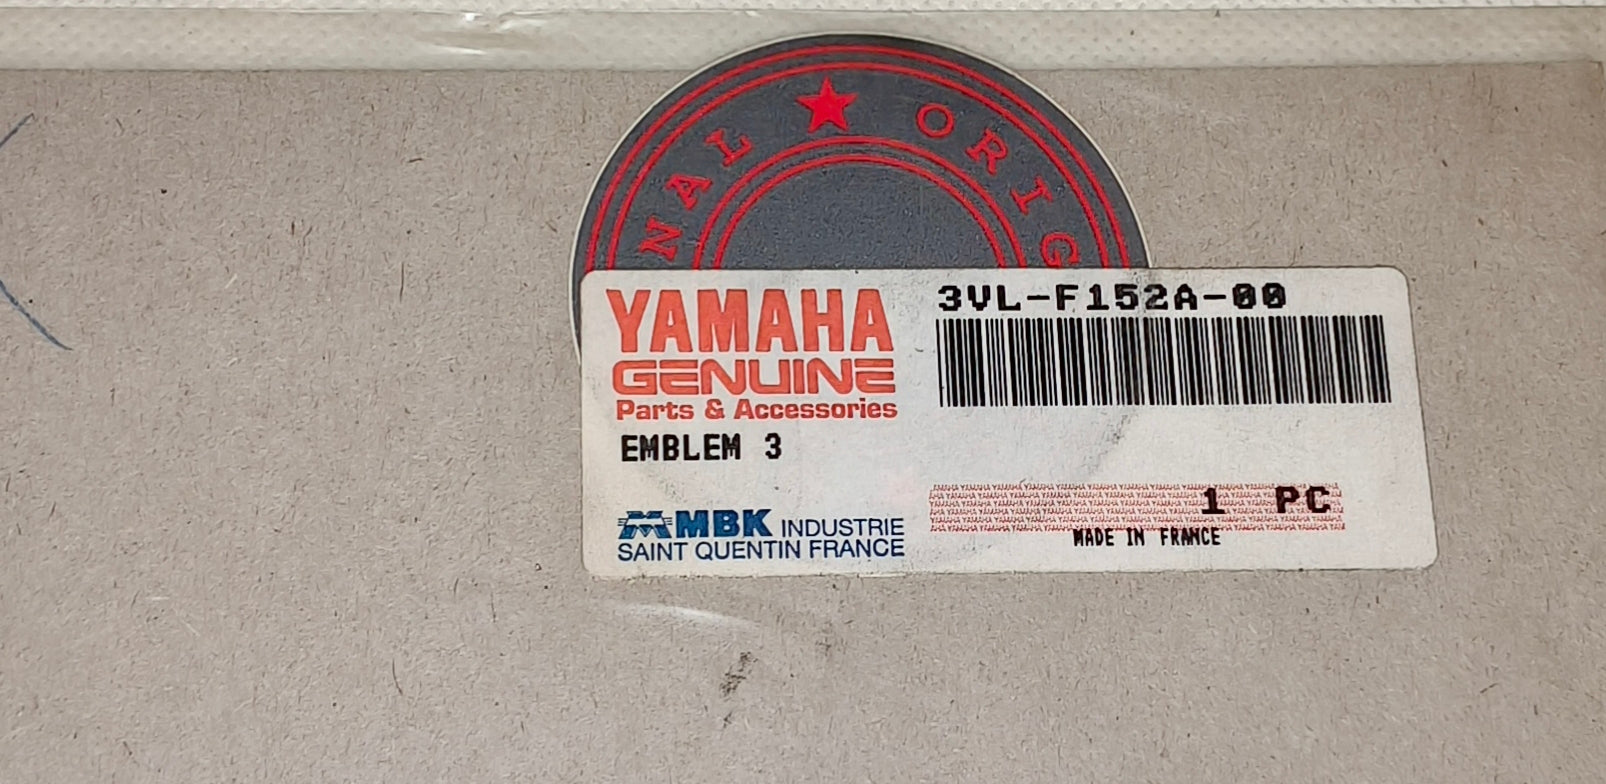 NAL ★ ORIG
YAMAHA
GENUINE
Parts & Accessories
EMBLEM 3
MBK INDUSTRIE
SAINT QUENTIN FRANCE
3VL-F152A-00
1 PC
MADE IN FRANCE